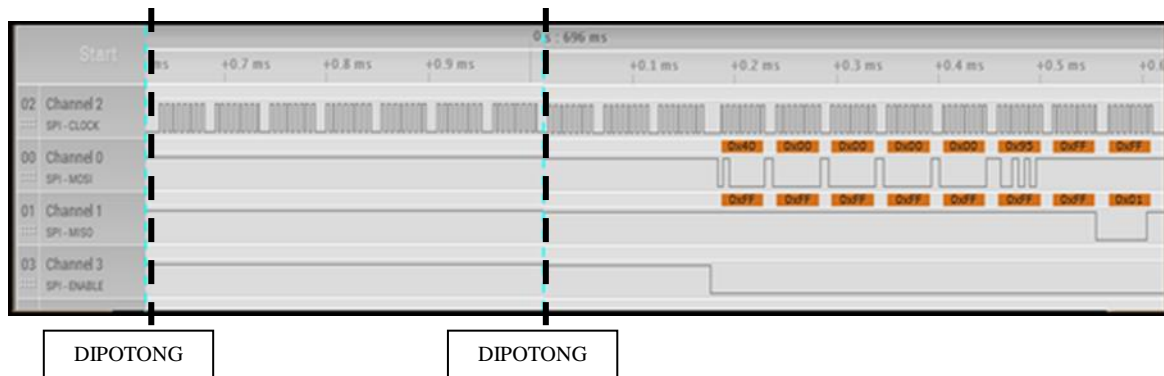 0 s : 696 ms
Start
ms +0.7 ms +0.8 ms +0.9 ms +0.1 ms +0.2 ms +0.3 ms +0.4 ms +0.5 ms
02 Channel 2
SPI - CLOCK
00 Channel 0
SPI - MOSI
0x40 0x00 0x00 0x00 0x00 0x95 0xFF 0xFF
01 Channel 1
SPI - MISO
0xFF 0xFF 0xFF 0xFF 0xFF 0xFF 0xFF 0x01
03 Channel 3
SPI - ENABLE
DIPOTONG DIPOTONG